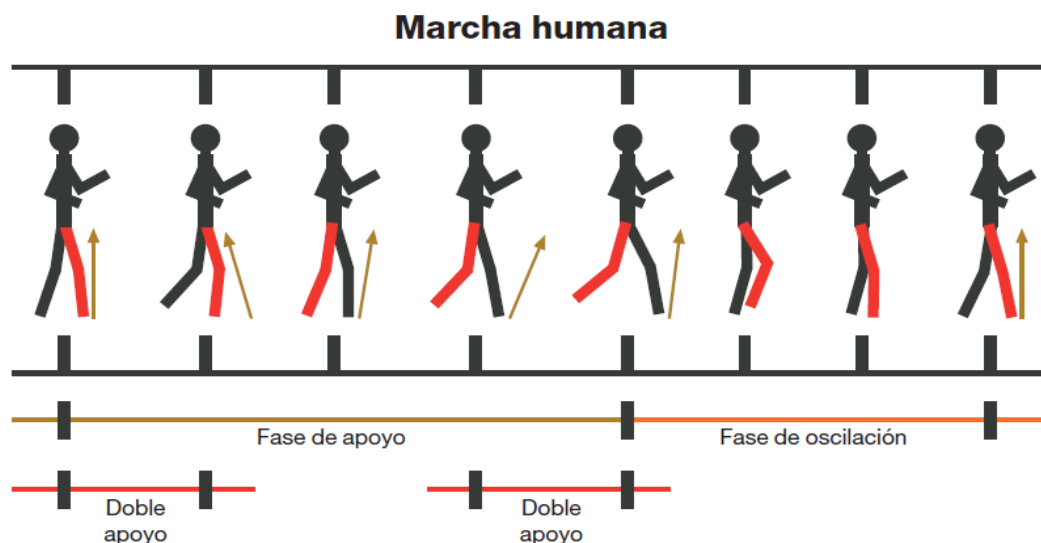 Marcha humana
Fase de apoyo
Fase de oscilación
Doble
apoyo
Doble
apoyo